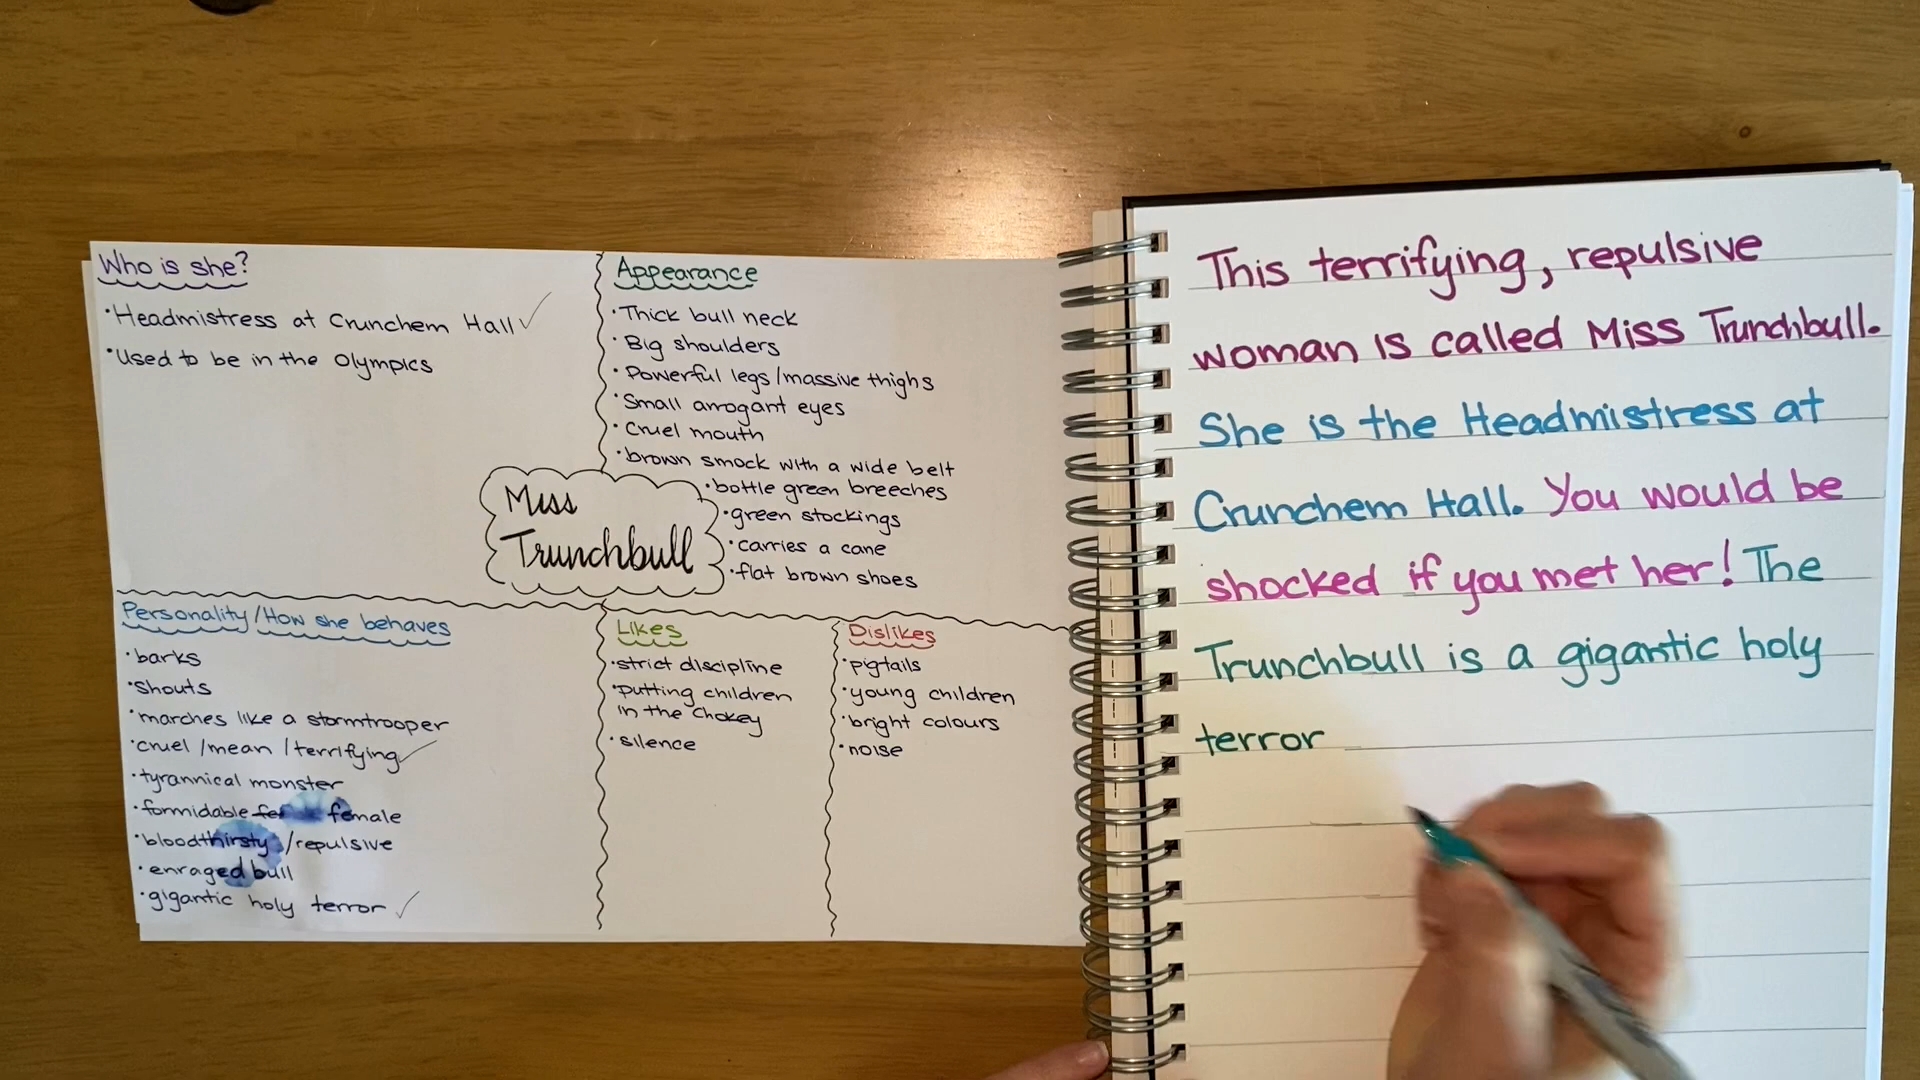 Who is she?
•Headmistress at Crunchem Hall✓
•Used to be in the Olympics
Appearance
•Thick bull neck
•Big shoulders
•Powerful legs/massive thighs
•Small arrogant eyes
•Cruel mouth
•brown smock with a wide belt
•bottle green breeches
•green stockings
•carries a cane
•flat brown shoes
Miss
Trunchbull
Personality/How she behaves
•barks
•shouts
•marches like a stormtrooper
•cruel/mean/terrifying✓
•tyrannical monster
•formidable female
•bloodthirsty/repulsive
•enraged bull
•gigantic holy terror✓
Likes
•strict discipline
•putting children
in the chokey
•silence
Dislikes
•pigtails
•young children
•bright colours
•noise
This terrifying, repulsive
woman is called Miss Trunchbull.
She is the Headmistress at
Crunchem Hall. You would be
shocked if you met her! The
Trunchbull is a gigantic holy
terror